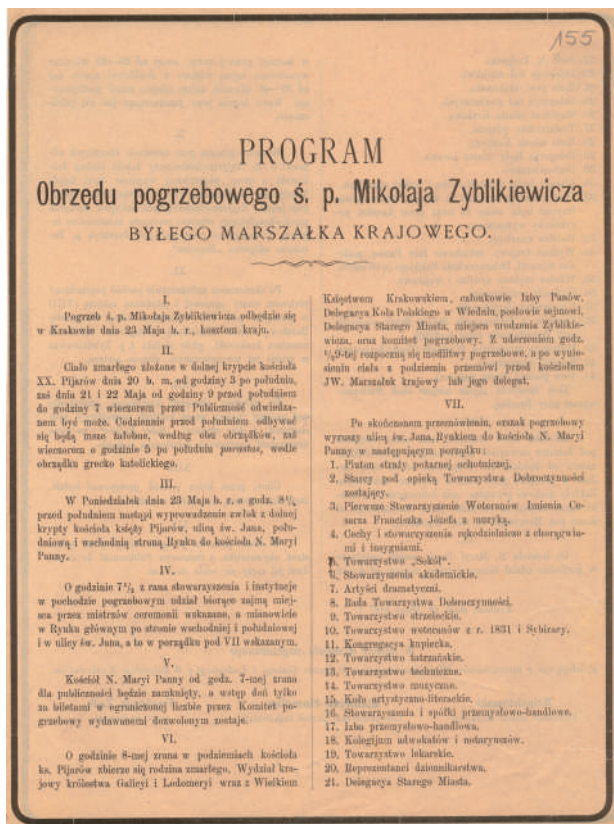 155
PROGRAM
Obrzędu pogrzebowego ś. p. Mikołaja Zyblikiewicza
BYŁEGO MARSZAŁKA KRAJOWEGO.
I.
Pogrzeb ś. p. Mikołaja Zyblikiewicza odbędzie się
w Krakowie dnia 23 Maja b. r., kosztem kraju.
II.
Ciało zmarłego złożone w dolnej krypcie kościoła
XX. Pijarów dnia 20 b. m. od godziny 3 po południu,
zaś dnia 21 i 22 Maja od godziny 9 przed południem
do godziny 7 wieczorem przez Publiczność odwiedza-
nem być może. Codziennie przed południem odbywać
się będą msze żałobne, według obu obrządków, zaś
wieczorem o godzinie 5 po południu parastas, wedle
obrządku grecko katolickiego.
III.
W Poniedziałek dnia 23 Maja b. r. o godz.
przed południem nastąpi wyprowadzenie zwłok z dolnej
krypty kościoła księży Pijarów, ulicą św. Jana, połu-
dniową i wschodnią stroną Rynku do kościoła N. Maryi
Panny.
IV.
O godzinie 7½ z rana stowarzyszenia i instytucje
w pochodzie pogrzebowym udział biorące zajmą miej-
sca przez mistrzów ceremonii wskazane, a mianowicie
w Rynku głównym po stronie wschodniej i południowej
i w ulicy św. Jana, a to w porządku pod VII wskazanym.
V.
Kościół N. Maryi Panny od godz. 7-mej zrana
dla publiczności będzie zamknięty, a wstęp doń tylko
za biletami w ograniczonej liczbie przez Komitet po-
grzebowy wydawanemi dozwolonym zostaje.
VI.
O godzinie 8-mej zrana w podziemiach kościoła
ks. Pijarów zbierze się rodzina zmarłego, Wydział kra-
jowy królestwa Galicyi i Lodomeryi wraz z Wielkiem
Księstwem Krakowskiem, członkowie Izby Panów,
Delegacya Koła Polskiego w Wiedniu, posłowie sejmowi,
Delegacya Starego Miasta, miejsca urodzenia Zyblikie-
wicza, oraz komitet pogrzebowy. Z uderzeniem godz.
½9-tej rozpoczną się modlitwy pogrzebowe, a po wynie-
sieniu ciała z podziemia przemówi przed kościołem
JW. Marszałek krajowy lub jego delegat.
VII.
Po skończonem przemówieniu, orszak pogrzebowy
wyruszy ulicą św. Jana, Rynkiem do kościoła N. Maryi
Panny w następującym porządku:
1. Pluton straży pożarnej ochotniczej.
2. Starcy pod opieką Towarzystwa Dobroczynności
zostający.
3. Pierwsze Stowarzyszenie Weteranów Imienia Ce-
sarza Franciszka Józefa z muzyką.
4. Cechy i stowarzyszenia rękodzielnicze z chorągwia-
mi i insygniami.
5. Towarzystwo „Sokół".
6. Stowarzyszenia akademickie.
7. Artyści dramatyczni.
8. Rada Towarzystwa Dobroczynności.
9. Towarzystwo strzeleckie.
10. Towarzystwo weteranów z r. 1831 i Sybiracy.
11. Kongregacya kupiecka.
12. Towarzystwo tatrzańskie.
13. Towarzystwo techniczne.
14. Towarzystwo muzyczne.
15. Koło artystyczno-literackie.
16. Stowarzyszenia i spółki przemysłowo-handlowe.
17. Izba przemysłowo-handlowa.
18. Kolegijum adwokatów i notaryuszów.
19. Towarzystwo lekarskie.
20. Reprezentanci dziennikarstwa.
21. Delegacya Starego Miasta.